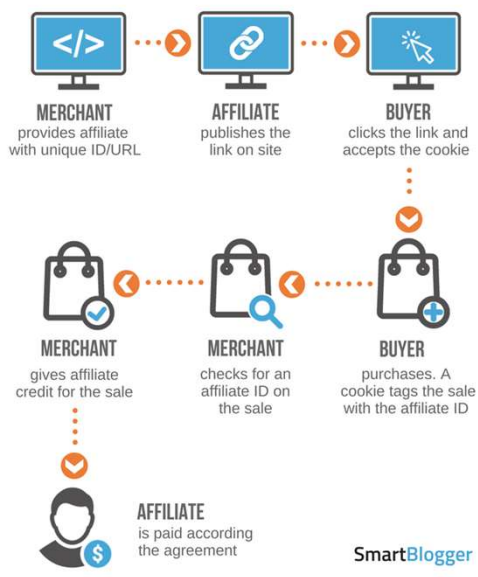 </>
MERCHANT
provides affiliate
with unique ID/URL
AFFILIATE
publishes the
link on site
BUYER
clicks the link and
accepts the cookie
BUYER
purchases. A
cookie tags the sale
with the affiliate ID
MERCHANT
checks for an
affiliate ID on
the sale
MERCHANT
gives affiliate
credit for the sale
$
AFFILIATE
is paid according
the agreement
SmartBlogger